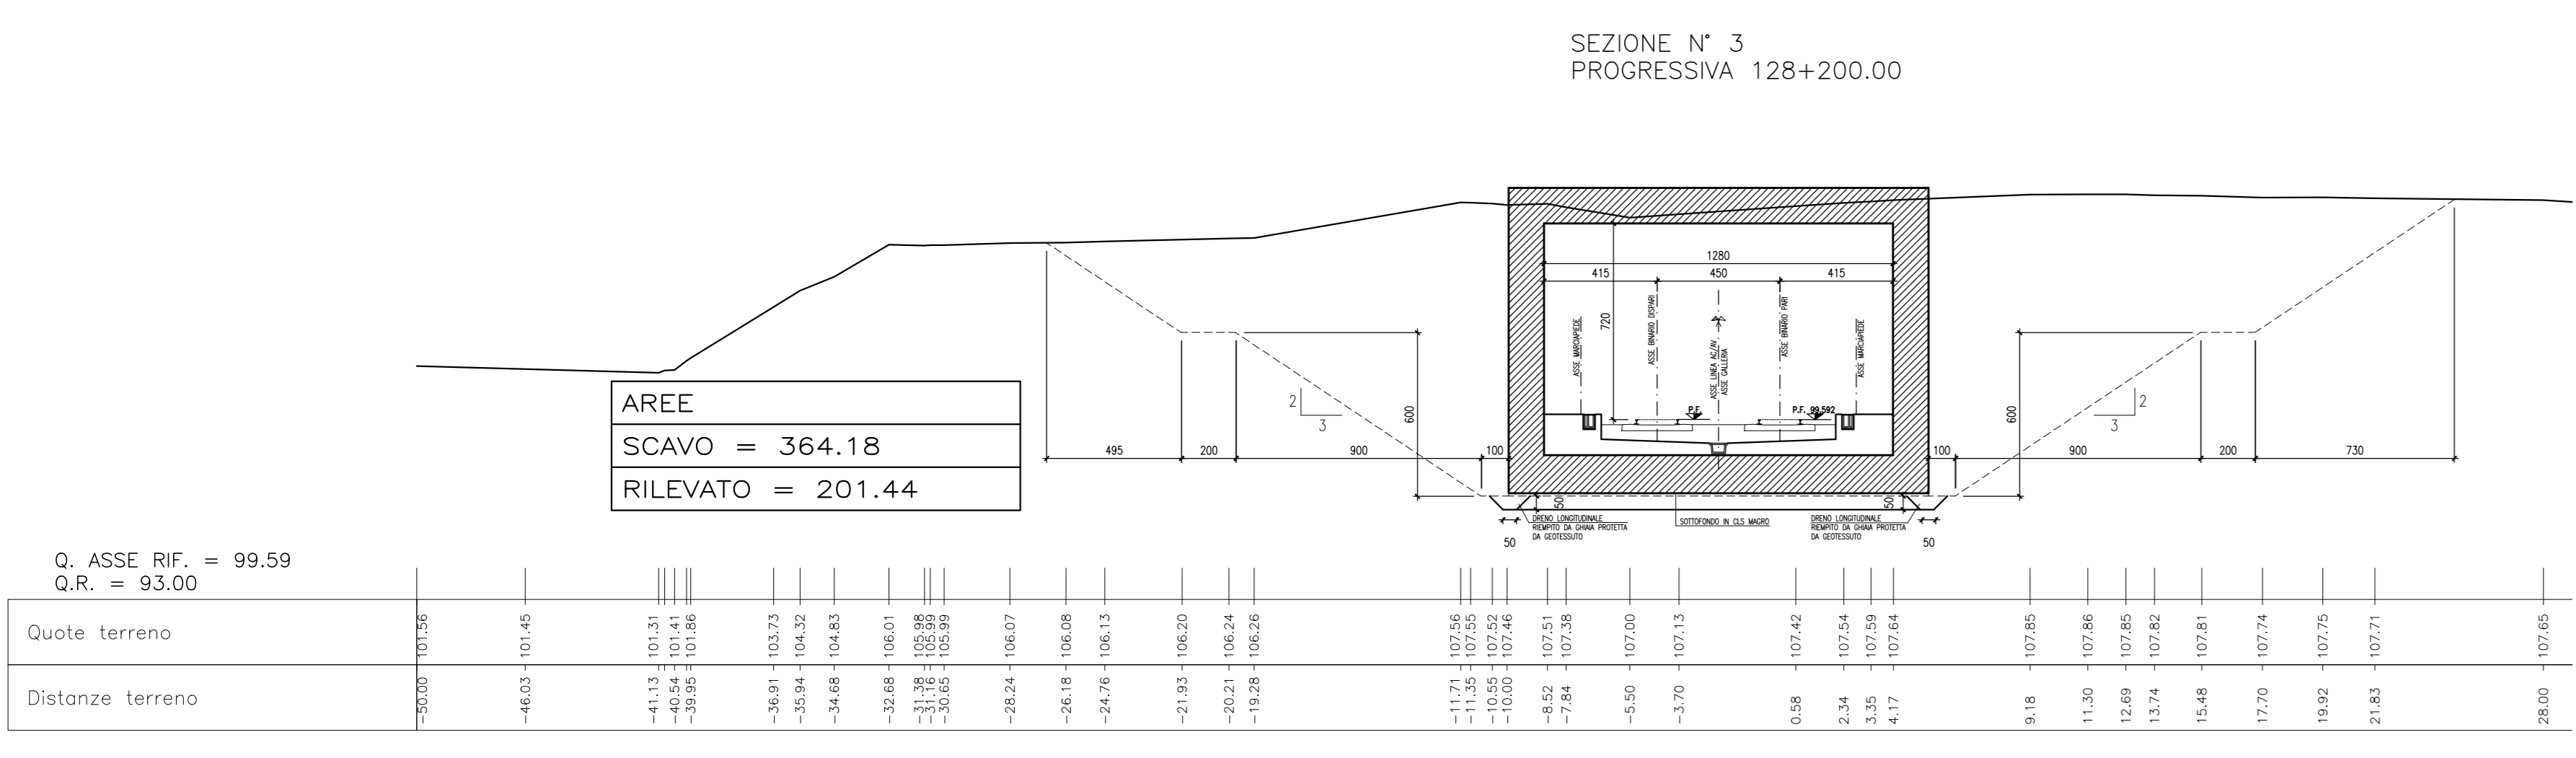 SEZIONE N° 3
PROGRESSIVA 128+200.00
1280
415 450 415
720
ASSE MARCIAPIEDE
ASSE BINARIO DISPARI
ASSE LINEA AC/AV
ASSE GALLERIA
ASSE BINARIO PARI
ASSE MARCIAPIEDE
P.F.
P.F. 99.592
2
3
2
3
600
600
495 200 900 100
100 900 200 730
AREE
SCAVO = 364.18
RILEVATO = 201.44
50
50
DRENO LONGITUDINALE
RIEMPITO DA GHIAIA PROTETTA
DA GEOTESSUTO
SOTTOFONDO IN CLS MAGRO
DRENO LONGITUDINALE
RIEMPITO DA GHIAIA PROTETTA
DA GEOTESSUTO
50
50
Q. ASSE RIF. = 99.59
Q.R. = 93.00
Quote terreno 101.56 101.45 101.31 101.41 101.86 103.73 104.32 104.83 106.01 105.98 105.99 105.99 106.07 106.08 106.13 106.20 106.24 106.26 107.56 107.55 107.52 107.46 107.51 107.38 107.00 107.13 107.42 107.54 107.59 107.64 107.85 107.86 107.85 107.82 107.81 107.74 107.75 107.71 107.65
Distanze terreno -50.00 -46.03 -41.13 -40.54 -39.95 -36.91 -35.94 -34.68 -32.68 -31.38 -31.16 -30.65 -28.24 -26.18 -24.76 -21.93 -20.21 -19.28 -11.71 -11.35 -10.55 -10.00 -8.52 -7.84 -5.50 -3.70 0.58 2.34 3.35 4.17 9.18 11.30 12.69 13.74 15.48 17.70 19.92 21.83 28.00